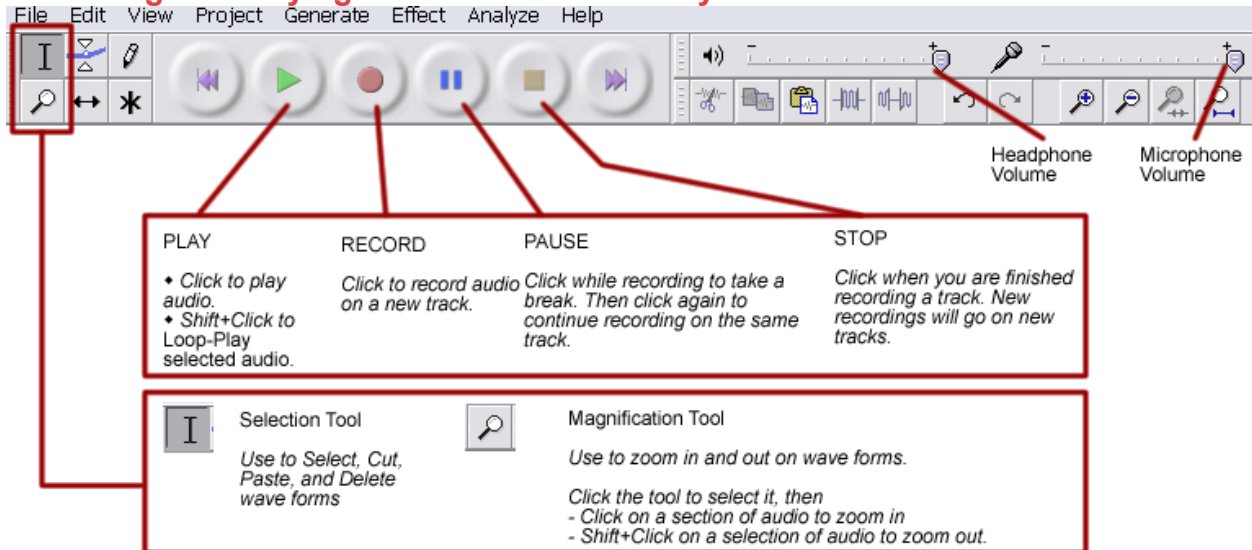 File Edit View Project Generate Effect Analyze Help
Headphone
Volume
Microphone
Volume
PLAY
• Click to play
audio.
• Shift+Click to
Loop-Play
selected audio.
RECORD
Click to record audio
on a new track.
PAUSE
Click while recording to take a
break. Then click again to
continue recording on the same
track.
STOP
Click when you are finished
recording a track. New
recordings will go on new
tracks.
Selection Tool
Use to Select, Cut,
Paste, and Delete
wave forms
Magnification Tool
Use to zoom in and out on wave forms.
Click the tool to select it, then
- Click on a section of audio to zoom in
- Shift+Click on a selection of audio to zoom out.